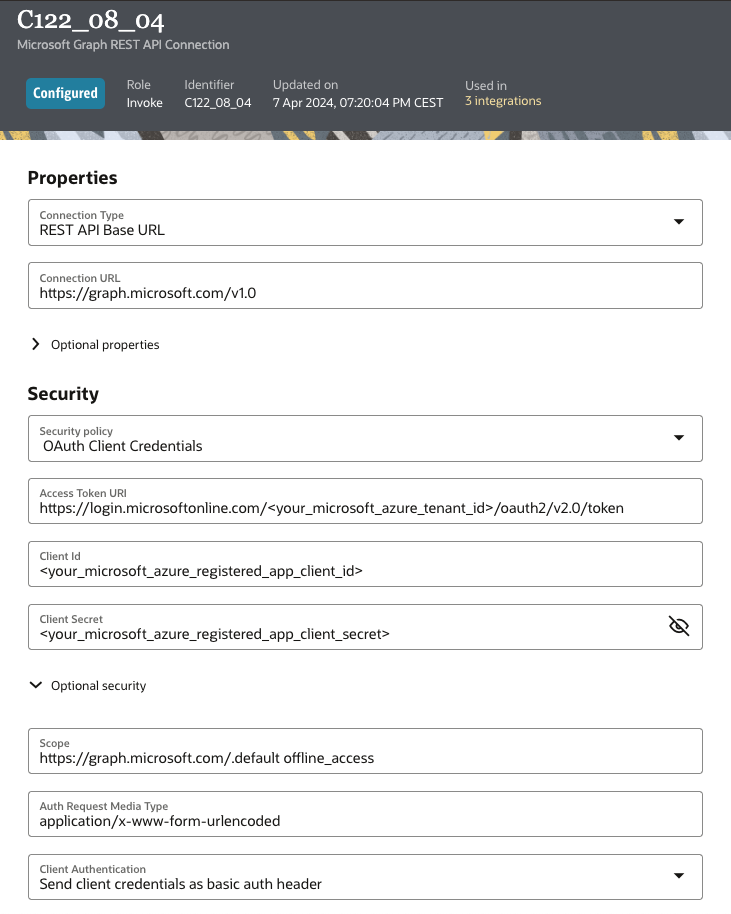 C122_08_04
Microsoft Graph REST API Connection
Configured
Role
Invoke
Identifier
C122_08_04
Updated on
7 Apr 2024, 07:20:04 PM CEST
Used in
3 integrations
Properties
Connection Type
REST API Base URL
Connection URL
https://graph.microsoft.com/v1.0
Optional properties
Security
Security policy
OAuth Client Credentials
Access Token URI
https://login.microsoftonline.com/<your_microsoft_azure_tenant_id>/oauth2/v2.0/token
Client Id
<your_microsoft_azure_registered_app_client_id>
Client Secret
<your_microsoft_azure_registered_app_client_secret>
Optional security
Scope
https://graph.microsoft.com/.default offline_access
Auth Request Media Type
application/x-www-form-urlencoded
Client Authentication
Send client credentials as basic auth header